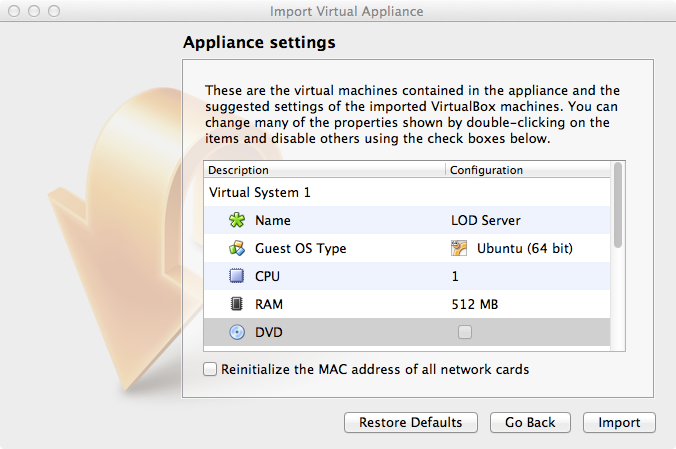 Import Virtual Appliance
Appliance settings
These are the virtual machines contained in the appliance and the
suggested settings of the imported VirtualBox machines. You can
change many of the properties shown by double-clicking on the
items and disable others using the check boxes below.
Description Configuration
Virtual System 1
Name LOD Server
Guest OS Type Ubuntu (64 bit)
CPU 1
RAM 512 MB
DVD
Reinitialize the MAC address of all network cards
Restore Defaults Go Back Import